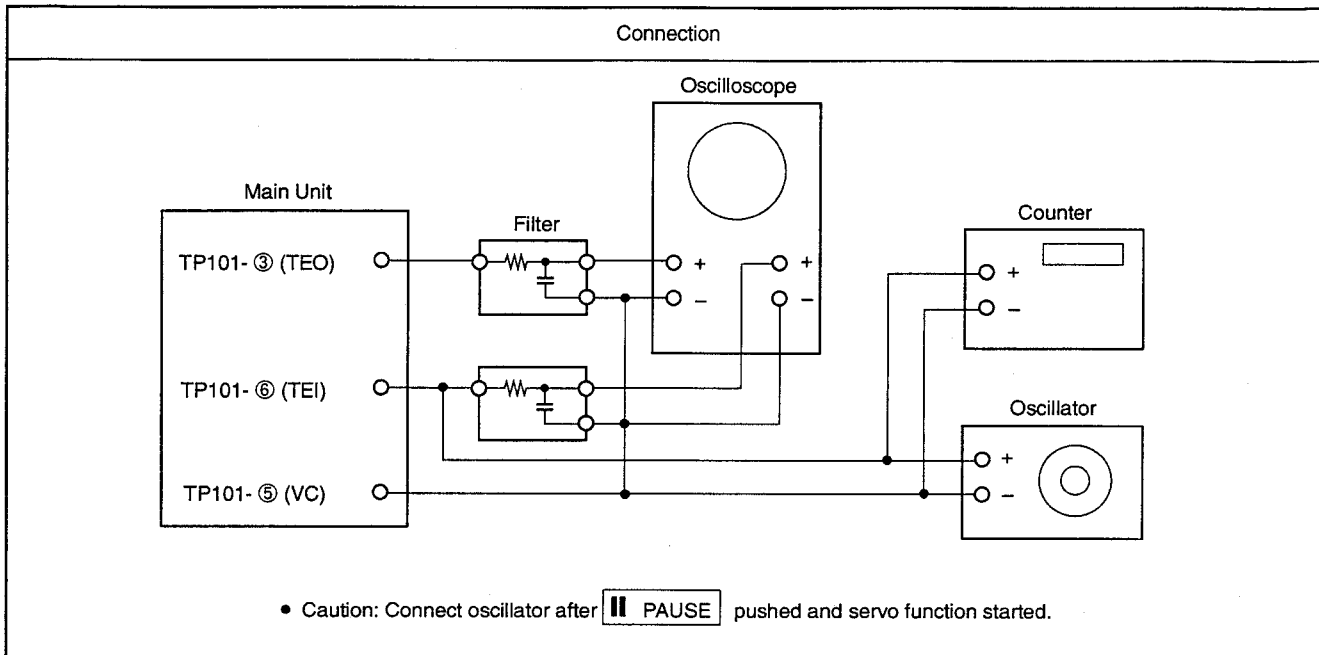 Connection
Oscilloscope
Main Unit
Filter
Counter
TP101- ③ (TEO)
+ +
− −
+
−
TP101- ⑥ (TEI)
Oscillator
+
−
TP101- ⑤ (VC)
● Caution: Connect oscillator after ⏸ PAUSE pushed and servo function started.